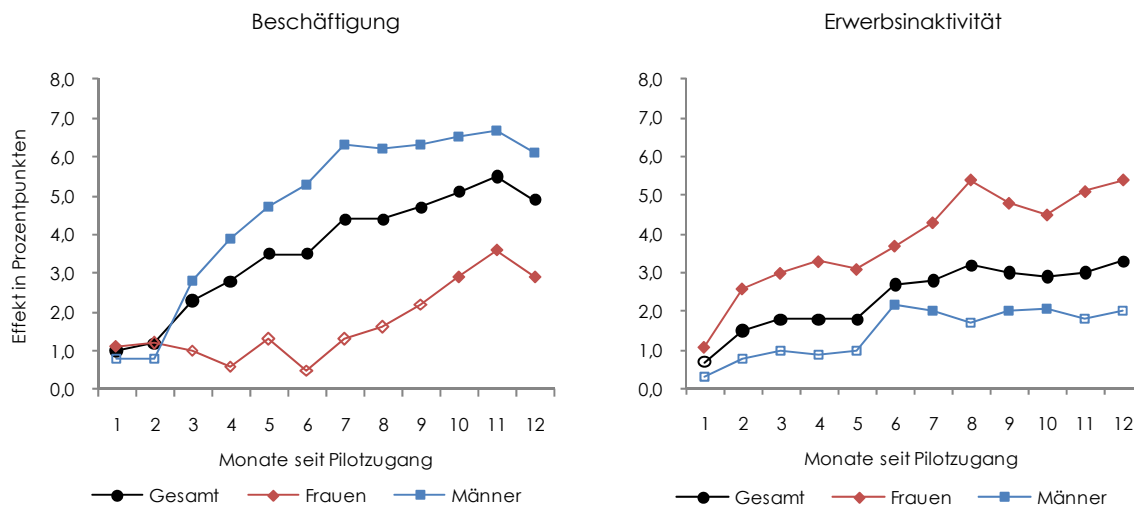 Beschäftigung
Effekt in Prozentpunkten
8,0
7,0
6,0
5,0
4,0
3,0
2,0
1,0
0,0
1 2 3 4 5 6 7 8 9 10 11 12
Monate seit Pilotzugang
Gesamt Frauen Männer
Erwerbsinaktivität
8,0
7,0
6,0
5,0
4,0
3,0
2,0
1,0
0,0
1 2 3 4 5 6 7 8 9 10 11 12
Monate seit Pilotzugang
Gesamt Frauen Männer